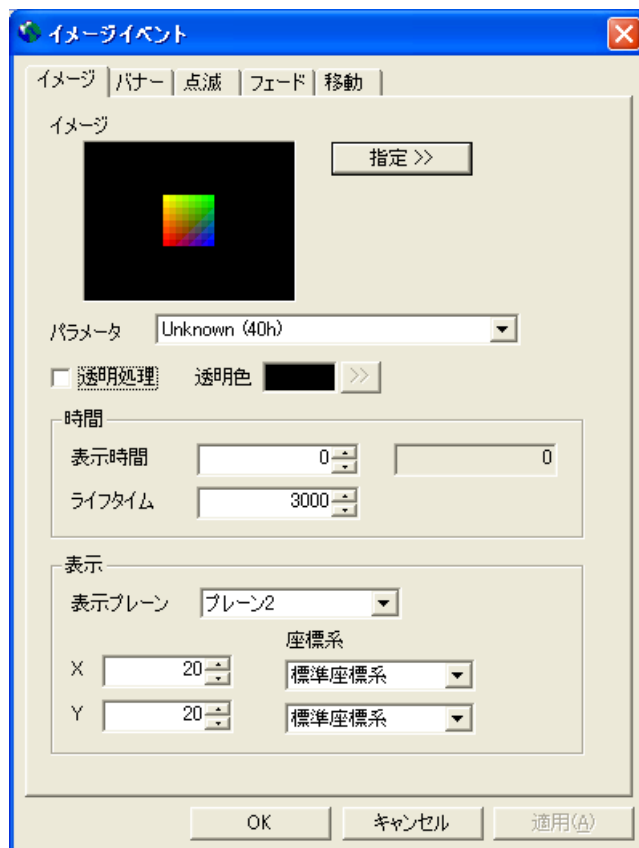 イメージイベント
イメージ バナー 点滅 フェード 移動
イメージ
指定 >>
パラメータ Unknown (40h)
透明処理 透明色 >>
時間
表示時間 0 0
ライフタイム 3000
表示
表示プレーン プレーン2
座標系
X 20 標準座標系
Y 20 標準座標系
OK キャンセル 適用(A)